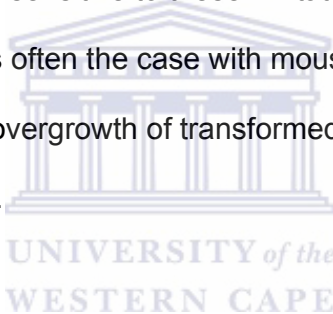 s often the case with mous
overgrowth of transformed
UNIVERSITY of the
WESTERN CAPE